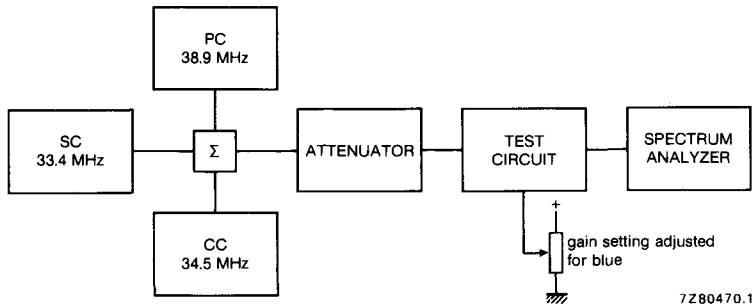 PC
38.9 MHz
SC
33.4 MHz
Σ
ATTENUATOR
TEST
CIRCUIT
SPECTRUM
ANALYZER
CC
34.5 MHz
+
gain setting adjusted
for blue
7Z80470.1